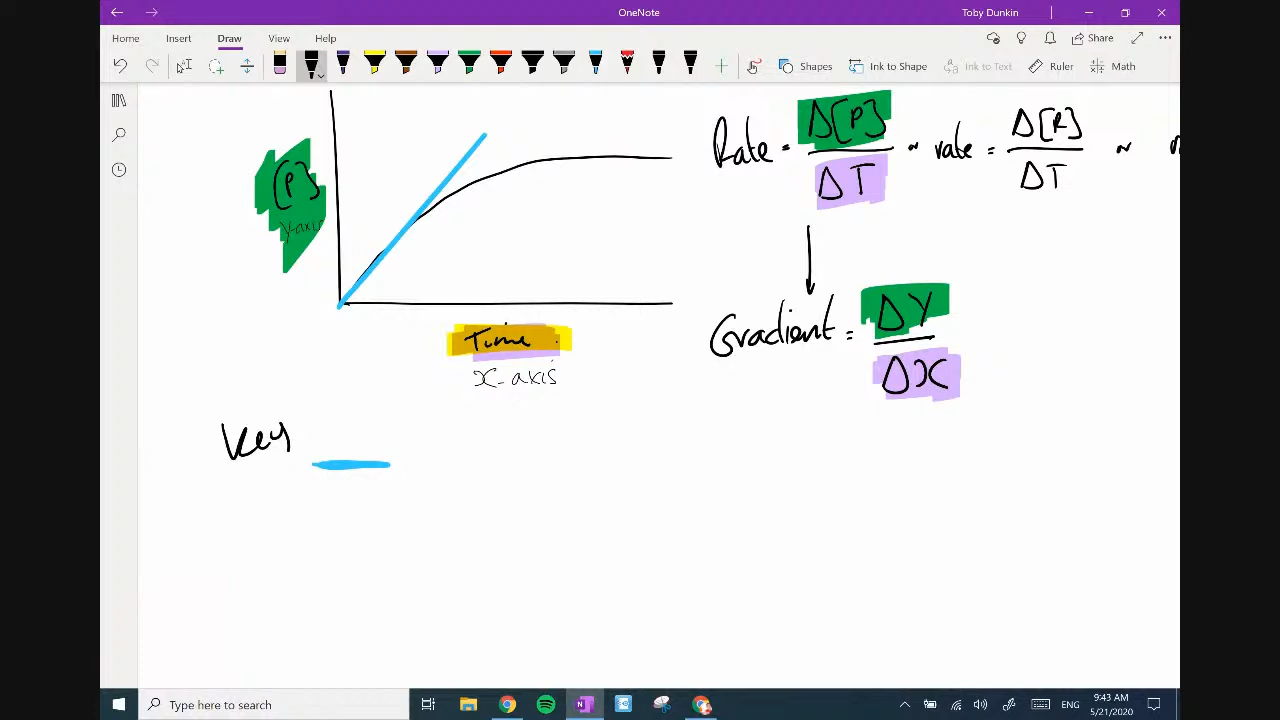 OneNote
Toby Dunkin
Home Insert Draw View Help
Share
Shapes
Ink to Shape
Ink to Text
Ruler
Math
[P]
y-axis
Time
x-axis
Rate = Δ[P] / ΔT ~ rate = Δ[R] / ΔT ~
Gradient = ΔY / Δx
Key
Type here to search
ENG
9:43 AM
5/21/2020